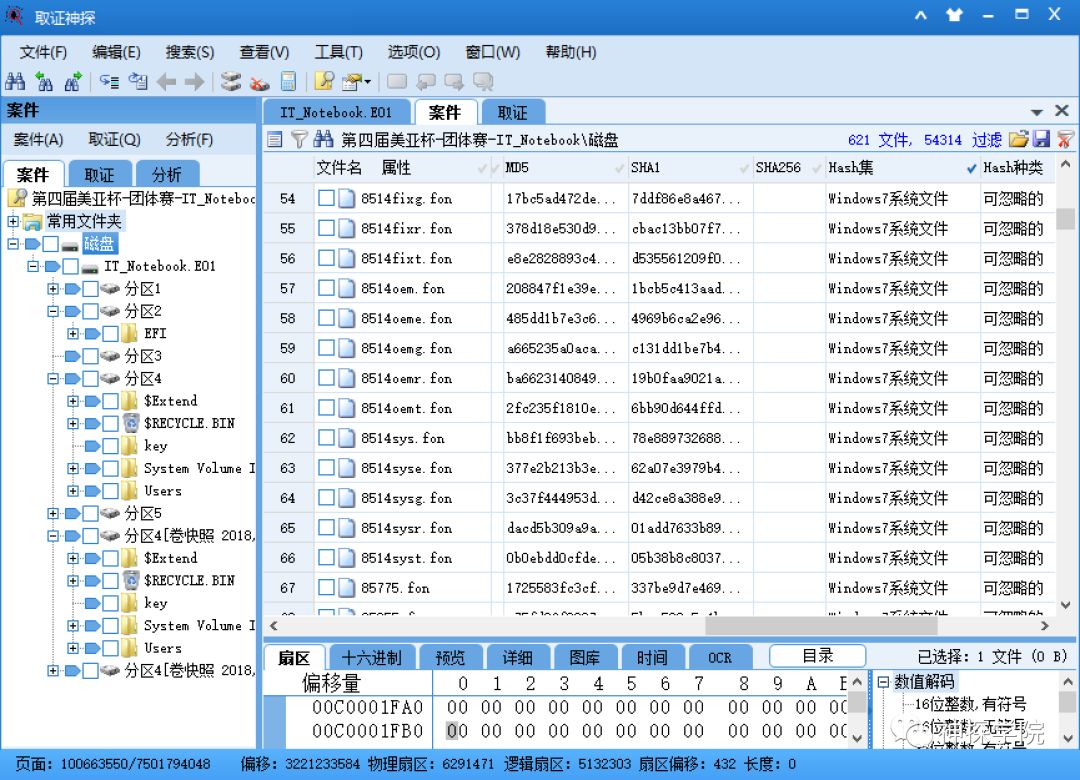 取证神探
文件(F) 编辑(E) 搜索(S) 查看(V) 工具(T) 选项(O) 窗口(W) 帮助(H)
案件
案件(A) 取证(Q) 分析(F)
案件 取证 分析
第四届美亚杯-团体赛-IT_Noteboo
常用文件夹
磁盘
IT_Notebook.E01
分区1
分区2
EFI
分区3
分区4
$Extend
$RECYCLE.BIN
key
System Volume I
Users
分区5
分区4[卷快照 2018,
$Extend
$RECYCLE.BIN
key
System Volume I
Users
分区4[卷快照 2018,
IT_Notebook.E01 案件 取证
第四届美亚杯-团体赛-IT_Notebook\磁盘 621 文件, 54314 过滤
文件名 属性 MD5 SHA1 SHA256 Hash集 Hash种类
54 8514fixg.fon 17bc5ad472de... 7ddf86e8a467... Windows7系统文件 可忽略的
55 8514fixr.fon 378d18e530d9... cbac13bb07f7... Windows7系统文件 可忽略的
56 8514fixt.fon e8e2828893c4... d535561209f0... Windows7系统文件 可忽略的
57 8514oem.fon 208847f1e39e... 1bcb5c413aad... Windows7系统文件 可忽略的
58 8514oeme.fon 485dd1b7e3c6... 4969b6ca2e96... Windows7系统文件 可忽略的
59 8514oemg.fon a665235a0aca... c131dd1be7b4... Windows7系统文件 可忽略的
60 8514oemr.fon ba6623140849... 19b0faa9021a... Windows7系统文件 可忽略的
61 8514oemt.fon 2fc235f1810e... 6bb90d644ffd... Windows7系统文件 可忽略的
62 8514sys.fon bb8f1f693beb... 78e889732688... Windows7系统文件 可忽略的
63 8514syse.fon 377e2b213b3e... 62a07e3979b4... Windows7系统文件 可忽略的
64 8514sysg.fon 3c37f444953d... d42ce8a388e9... Windows7系统文件 可忽略的
65 8514sysr.fon dacd5b309a9a... 01add7633b89... Windows7系统文件 可忽略的
66 8514syst.fon 0b0ebdd0cfde... 05b38b8c8037... Windows7系统文件 可忽略的
67 85775.fon 1725583fc3cf... 337be9d7e469... Windows7系统文件 可忽略的
扇区 十六进制 预览 详细 图库 时间 OCR 目录 已选择: 1 文件 (0 B)
偏移量 0 1 2 3 4 5 6 7 8 9 A
00C0001FA0 00 00 00 00 00 00 00 00 00 00 00
00C0001FB0 00 00 00 00 00 00 00 00 00 00 00
数值解码
16位整数,有符号
16位整数,无符号
神探学院
页面: 100663550/7501794048 偏移: 3221233584 物理扇区: 6291471 逻辑扇区: 5132303 扇区偏移: 432 长度: 0